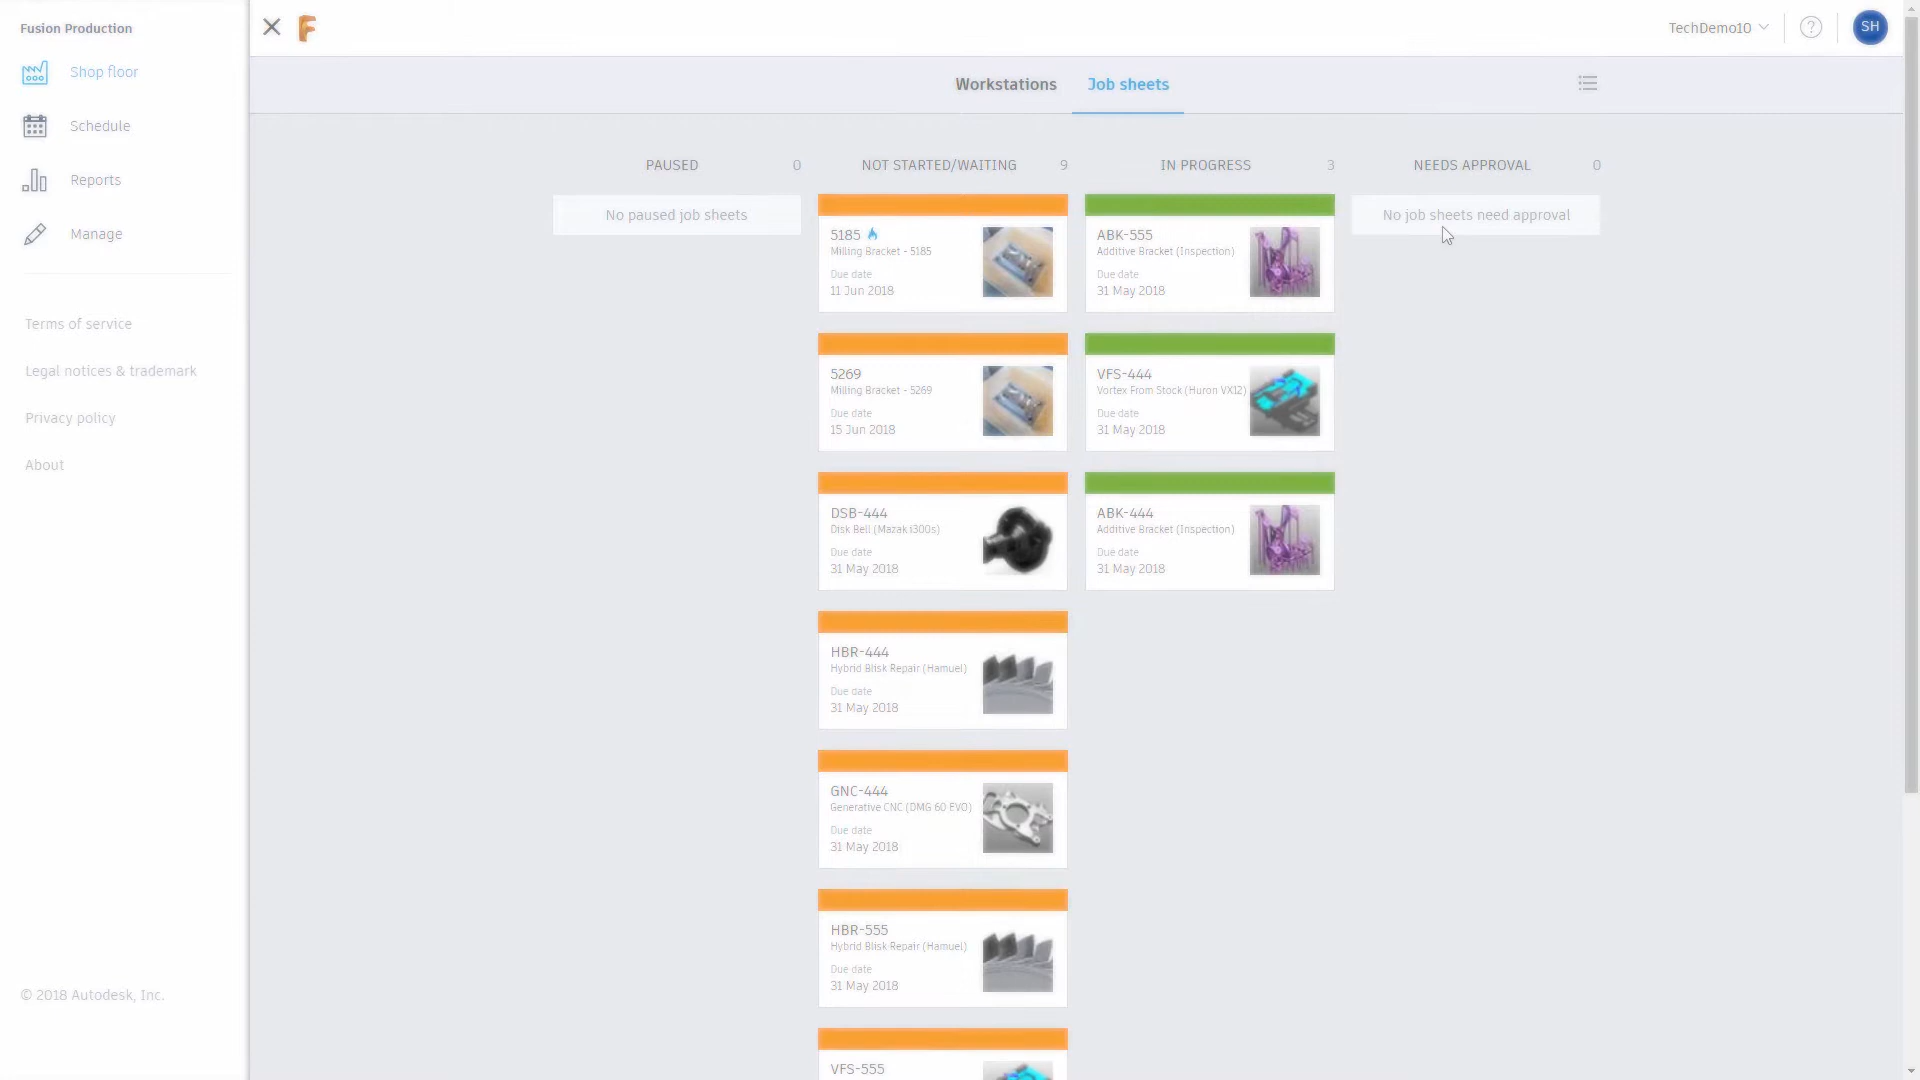 Fusion Production
Shop floor
Schedule
Reports
Manage
Terms of service
Legal notices & trademark
Privacy policy
About
© 2018 Autodesk, Inc.
TechDemo10
?
SH
Workstations
Job sheets
PAUSED 0
No paused job sheets
NOT STARTED/WAITING 9
5185
Milling Bracket - 5185
Due date
11 Jun 2018
5269
Milling Bracket - 5269
Due date
15 Jun 2018
DSB-444
Disk Bell (Mazak i300s)
Due date
31 May 2018
HBR-444
Hybrid Blisk Repair (Hamuel)
Due date
31 May 2018
GNC-444
Generative CNC (DMG 60 EVO)
Due date
31 May 2018
HBR-555
Hybrid Blisk Repair (Hamuel)
Due date
31 May 2018
VFS-555
IN PROGRESS 3
ABK-555
Additive Bracket (Inspection)
Due date
31 May 2018
VFS-444
Vortex From Stock (Huron VX12)
Due date
31 May 2018
ABK-444
Additive Bracket (Inspection)
Due date
31 May 2018
NEEDS APPROVAL 0
No job sheets need approval